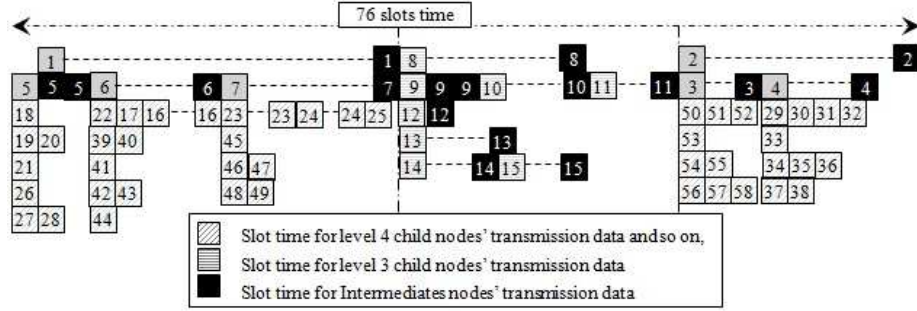 76 slots time
1 1 8 8 2 2
5 5 5 6 6 7 7 9 9 9 10 10 11 11 3 3 4 4
18 22 17 16 16 23 23 24 24 25 12 12 50 51 52 29 30 31 32
19 20 39 40 45 13 13 53 33
21 41 46 47 14 14 15 15 54 55 34 35 36
26 42 43 48 49 56 57 58 37 38
27 28 44
Slot time for level 4 child nodes' transmission data and so on,
Slot time for level 3 child nodes' transmission data
Slot time for Intermediates nodes' transmission data